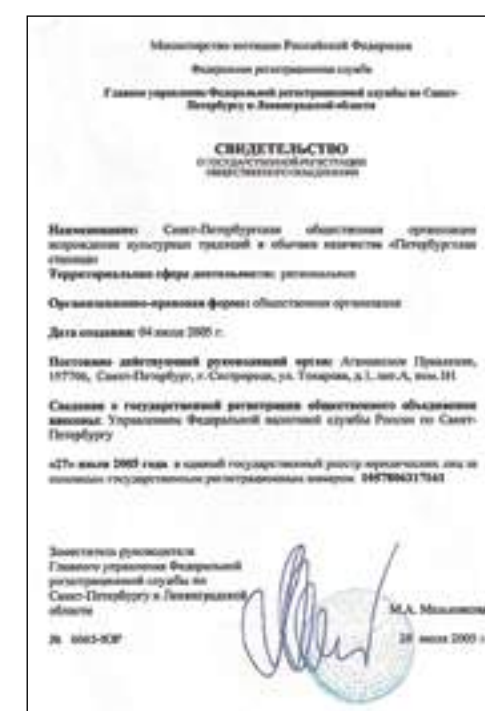 Министерство юстиции Российской Федерации
Федеральная регистрационная служба
Главное управление Федеральной регистрационной службы по Санкт-
Петербургу и Ленинградской области
СВИДЕТЕЛЬСТВО
О ГОСУДАРСТВЕННОЙ РЕГИСТРАЦИИ
ОБЩЕСТВЕННОГО ОБЪЕДИНЕНИЯ
Наименование: Санкт-Петербургская общественная организация
возрождения культурных традиций и обычаев казачества «Петербургская
станица»
Территориальная сфера деятельности: региональная
Организационно-правовая форма: общественная организация
Дата создания: 04 июля 2005 г.
Постоянно действующий руководящий орган: Атаманское Правление,
197706, Санкт-Петербург, г. Сестрорецк, ул. Токарева, д.1, лит.А, пом.1Н
Сведения о государственной регистрации общественного объединения
внесены: Управлением Федеральной налоговой службы России по Санкт-
Петербургу
«27» июля 2005 года в единый государственный реестр юридических лиц за
основным государственным регистрационным номером
Заместитель руководителя
Главного управления Федеральной
регистрационной службы по
Санкт-Петербургу и Ленинградской
области
М.А.
№
28 июля 2005 г.